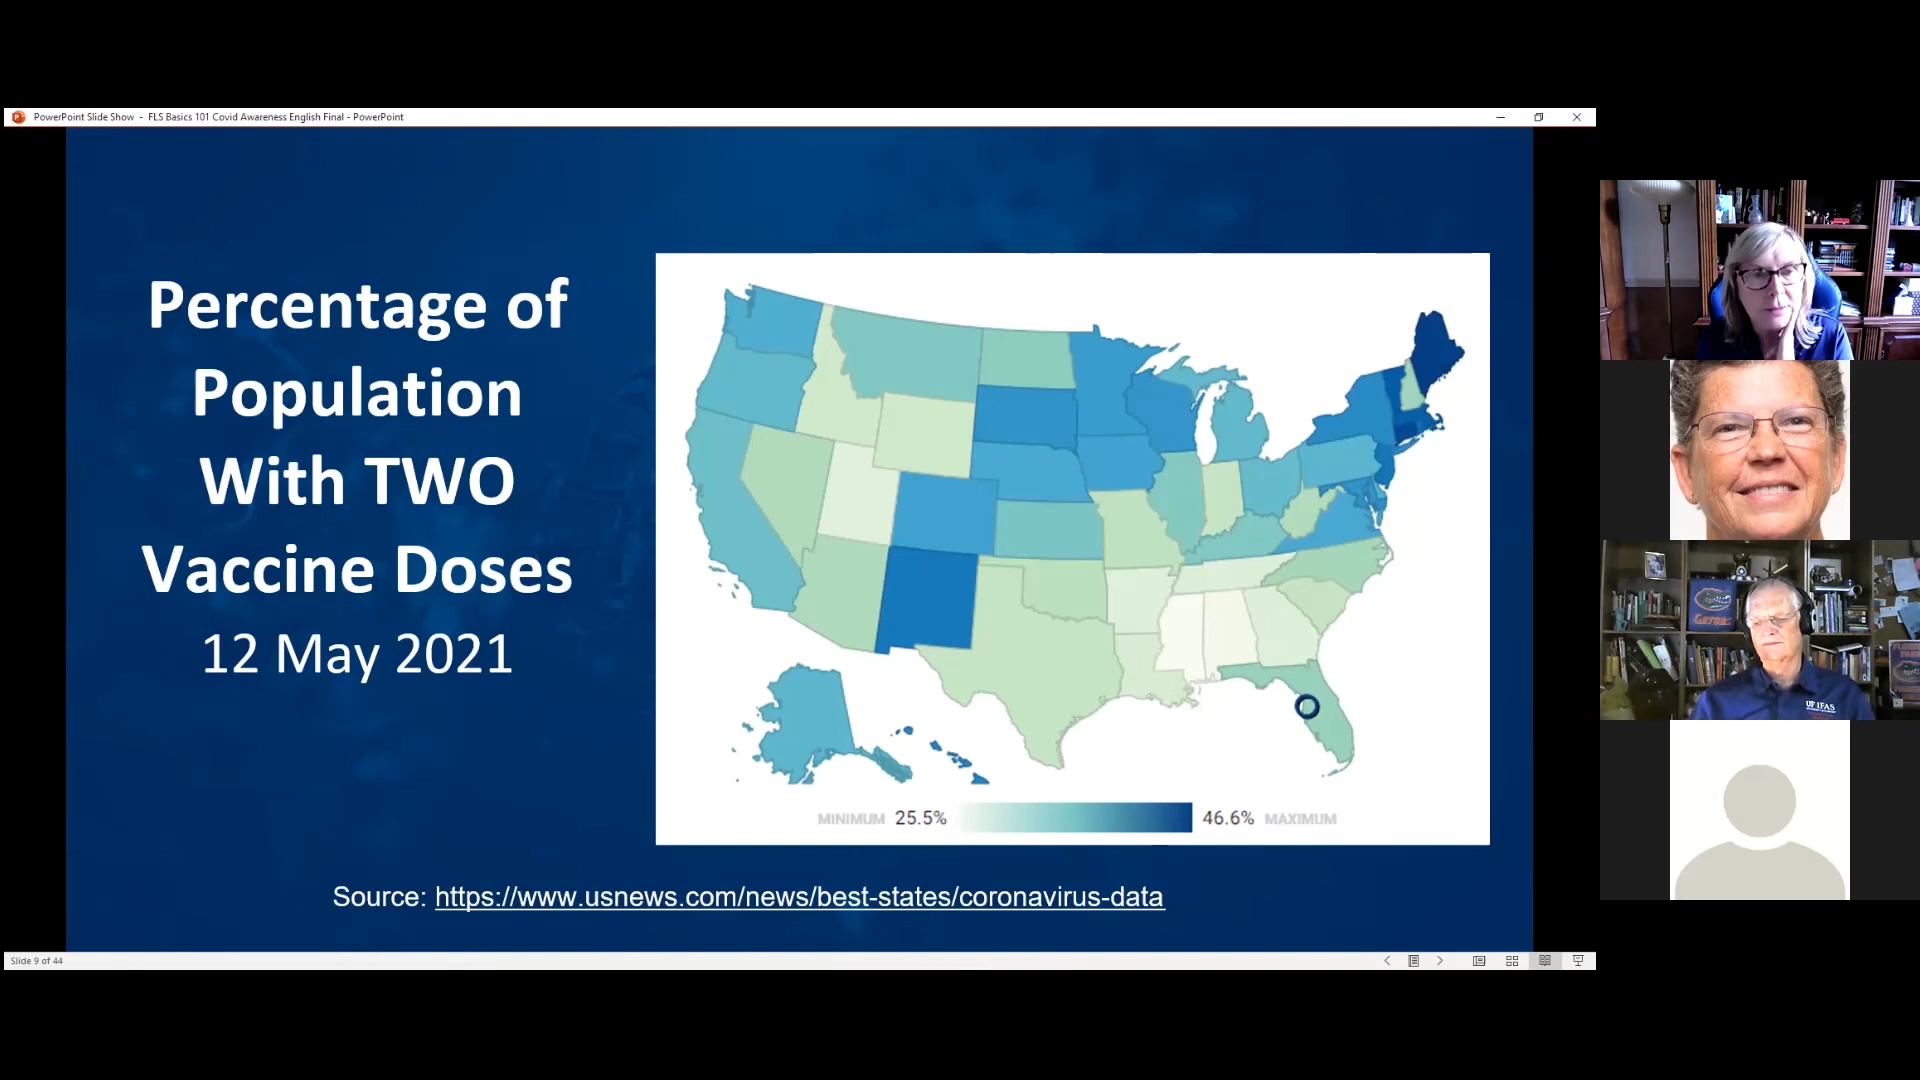 PowerPoint Slide Show - FLS Basics 101 Covid Awareness English Final - PowerPoint
Percentage of
Population
With TWO
Vaccine Doses
12 May 2021
MINIMUM 25.5% 46.6% MAXIMUM
Source: https://www.usnews.com/news/best-states/coronavirus-data
Slide 9 of 44
GATORS
UF IFAS